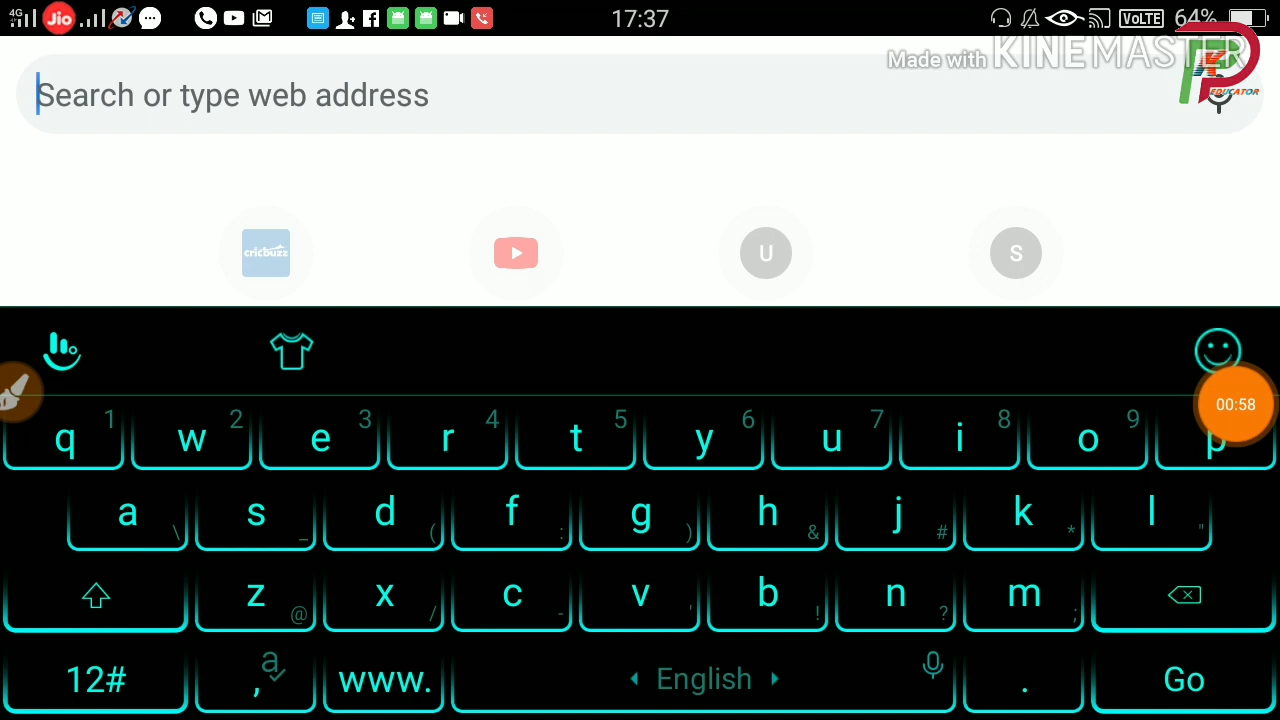 4G Jio 17:37 VoLTE 64%
Made with KINEMASTER
Search or type web address
EDUCATOR
cricbuzz U S
00:58
q 1 w 2 e 3 r 4 t 5 y 6 u 7 i 8 o 9 p
a \ s _ d ( f : g ) h & j # k * l "
z @ x / c - v ' b ! n ? m ;
12# , a www. English . Go